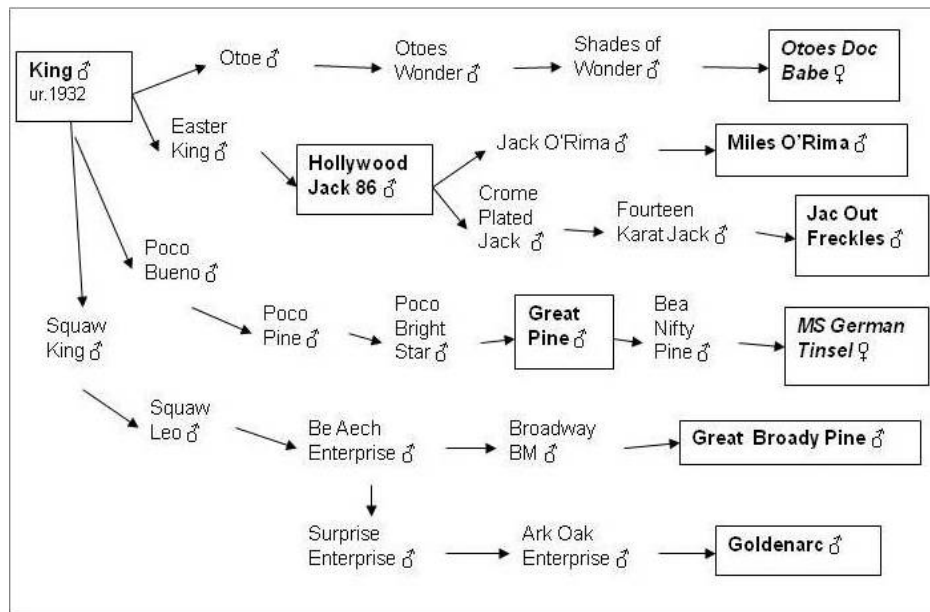 King ♂
ur.1932
Otoe ♂
Otoes
Wonder ♂
Shades of
Wonder ♂
Otoes Doc
Babe ♀
Easter
King ♂
Hollywood
Jack 86 ♂
Jack O'Rima ♂
Miles O'Rima ♂
Crome
Plated
Jack ♂
Fourteen
Karat Jack ♂
Jac Out
Freckles ♂
Poco
Bueno ♂
Poco
Pine ♂
Poco
Bright
Star ♂
Great
Pine ♂
Bea
Nifty
Pine ♂
MS German
Tinsel ♀
Squaw
King ♂
Squaw
Leo ♂
Be Aech
Enterprise ♂
Broadway
BM ♂
Great Broady Pine ♂
Surprise
Enterprise ♂
Ark Oak
Enterprise ♂
Goldenarc ♂